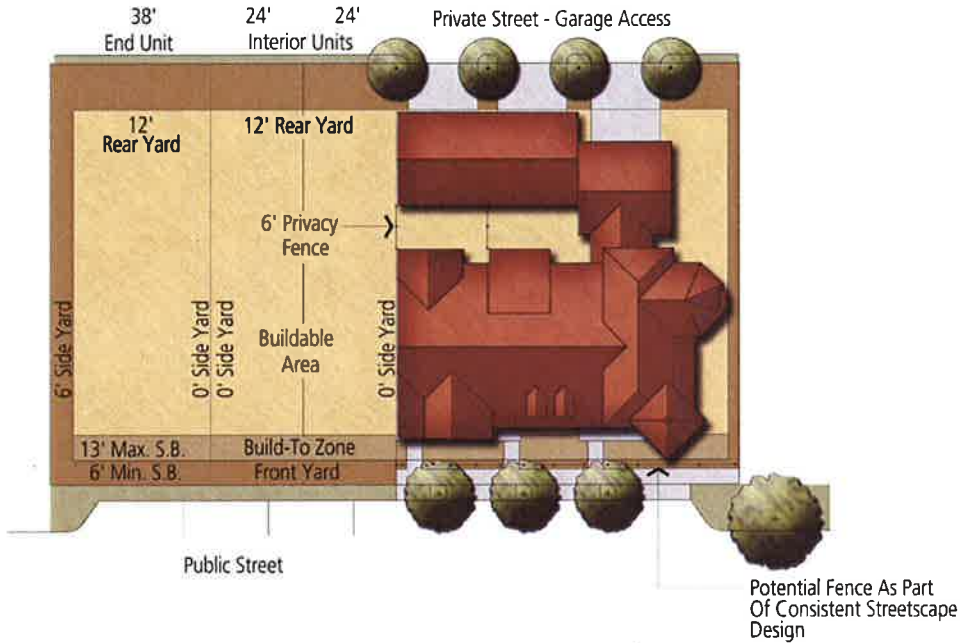 38'
End Unit
24' 24'
Interior Units
Private Street - Garage Access
12'
Rear Yard
12' Rear Yard
6' Privacy
Fence
6' Side Yard
0' Side Yard
0' Side Yard
Buildable
Area
0' Side Yard
13' Max. S.B.
Build-To Zone
6' Min. S.B.
Front Yard
Public Street
Potential Fence As Part
Of Consistent Streetscape
Design